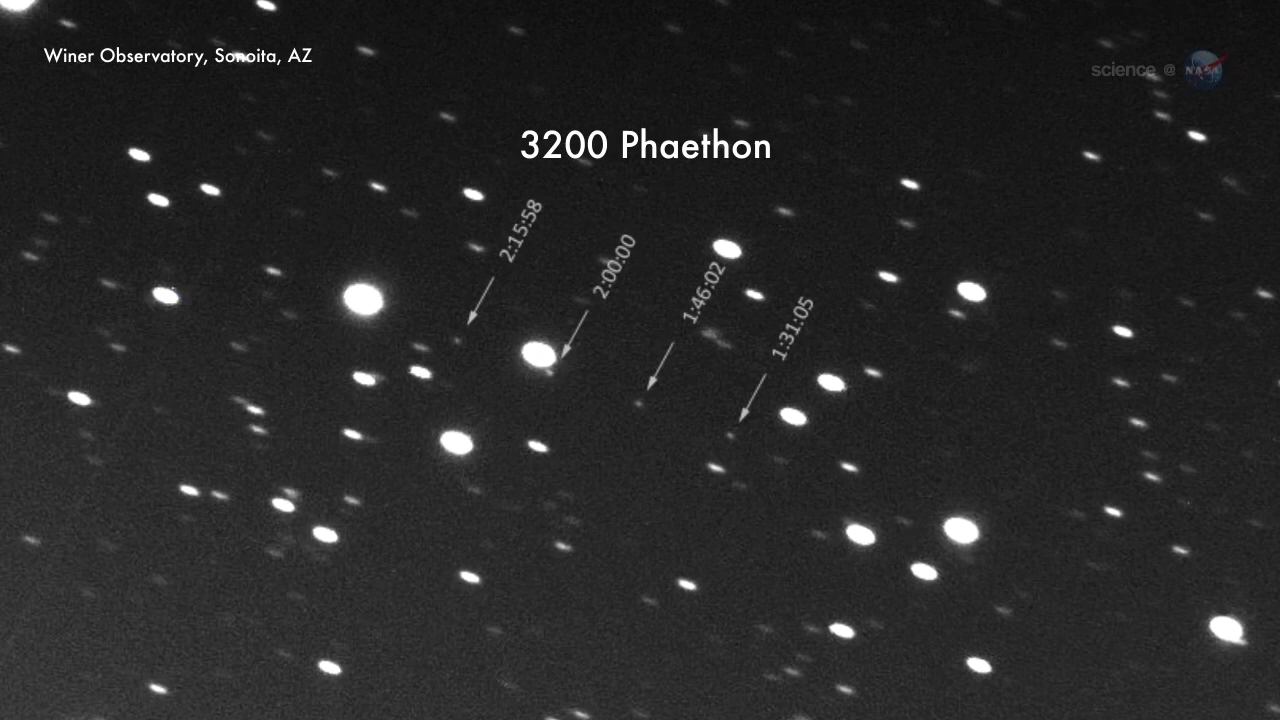 Winer Observatory, Sonoita, AZ
science @ NASA
3200 Phaethon
2:15:58
2:00:00
1:46:02
1:31:05